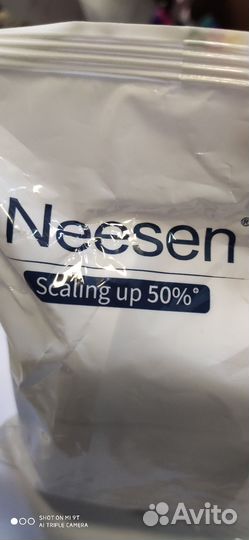 Neesen®
Scaling up 50%°
SHOT ON MI 9T
AI TRIPLE CAMERA
Avito